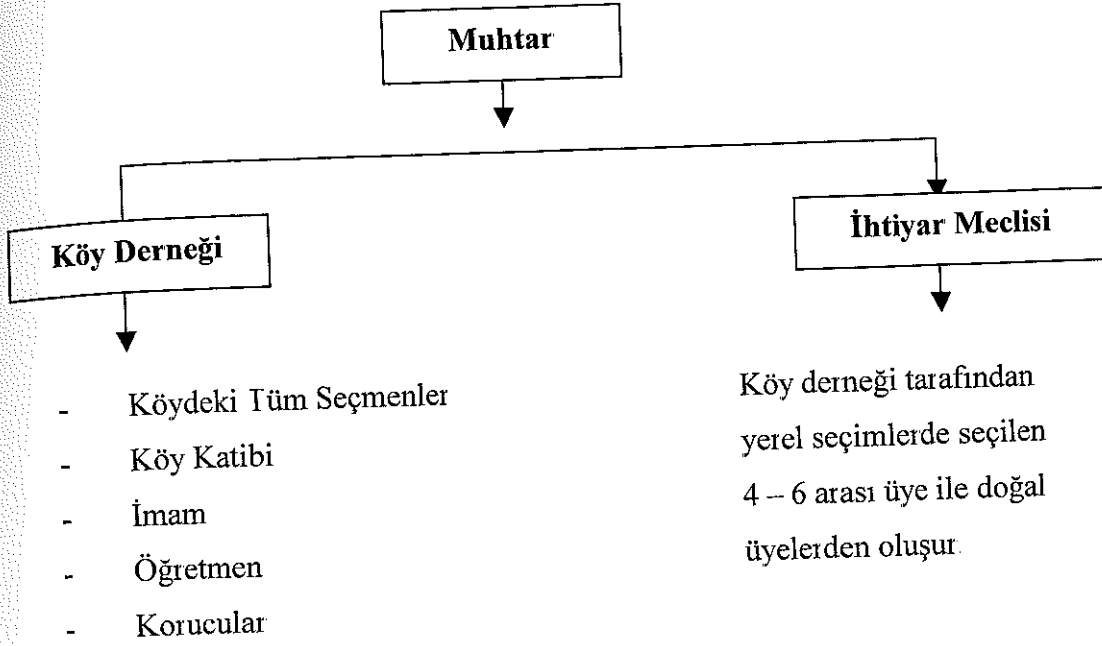 Muhtar
Köy Derneği
- Köydeki Tüm Seçmenler
- Köy Katibi
- İmam
- Öğretmen
- Korucular
İhtiyar Meclisi
Köy derneği tarafından
yerel seçimlerde seçilen
4 – 6 arası üye ile doğal
üyelerden oluşur.